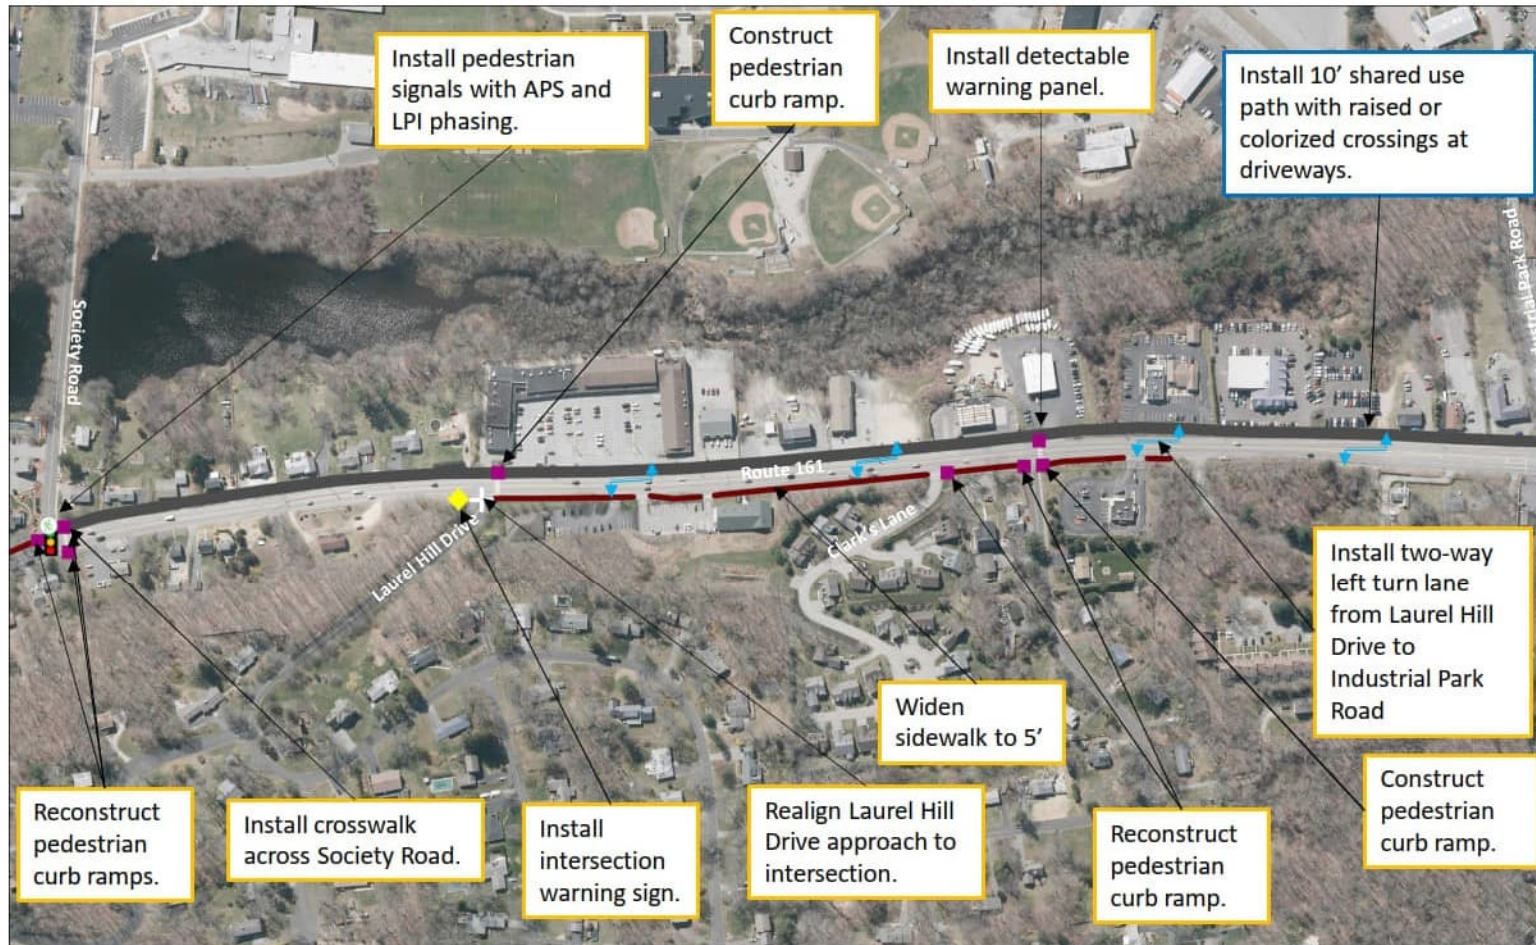 Install pedestrian
signals with APS and
LPI phasing.
Construct
pedestrian
curb ramp.
Install detectable
warning panel.
Install 10’ shared use
path with raised or
colorized crossings at
driveways.
Society Road
Park Road
Route 161
Laurel Hill Drive
Clark's Lane
Install two-way
left turn lane
from Laurel Hill
Drive to
Industrial Park
Road
Widen
sidewalk to 5’
Construct
pedestrian
curb ramp.
Reconstruct
pedestrian
curb ramps.
Install crosswalk
across Society Road.
Install
intersection
warning sign.
Realign Laurel Hill
Drive approach to
intersection.
Reconstruct
pedestrian
curb ramp.